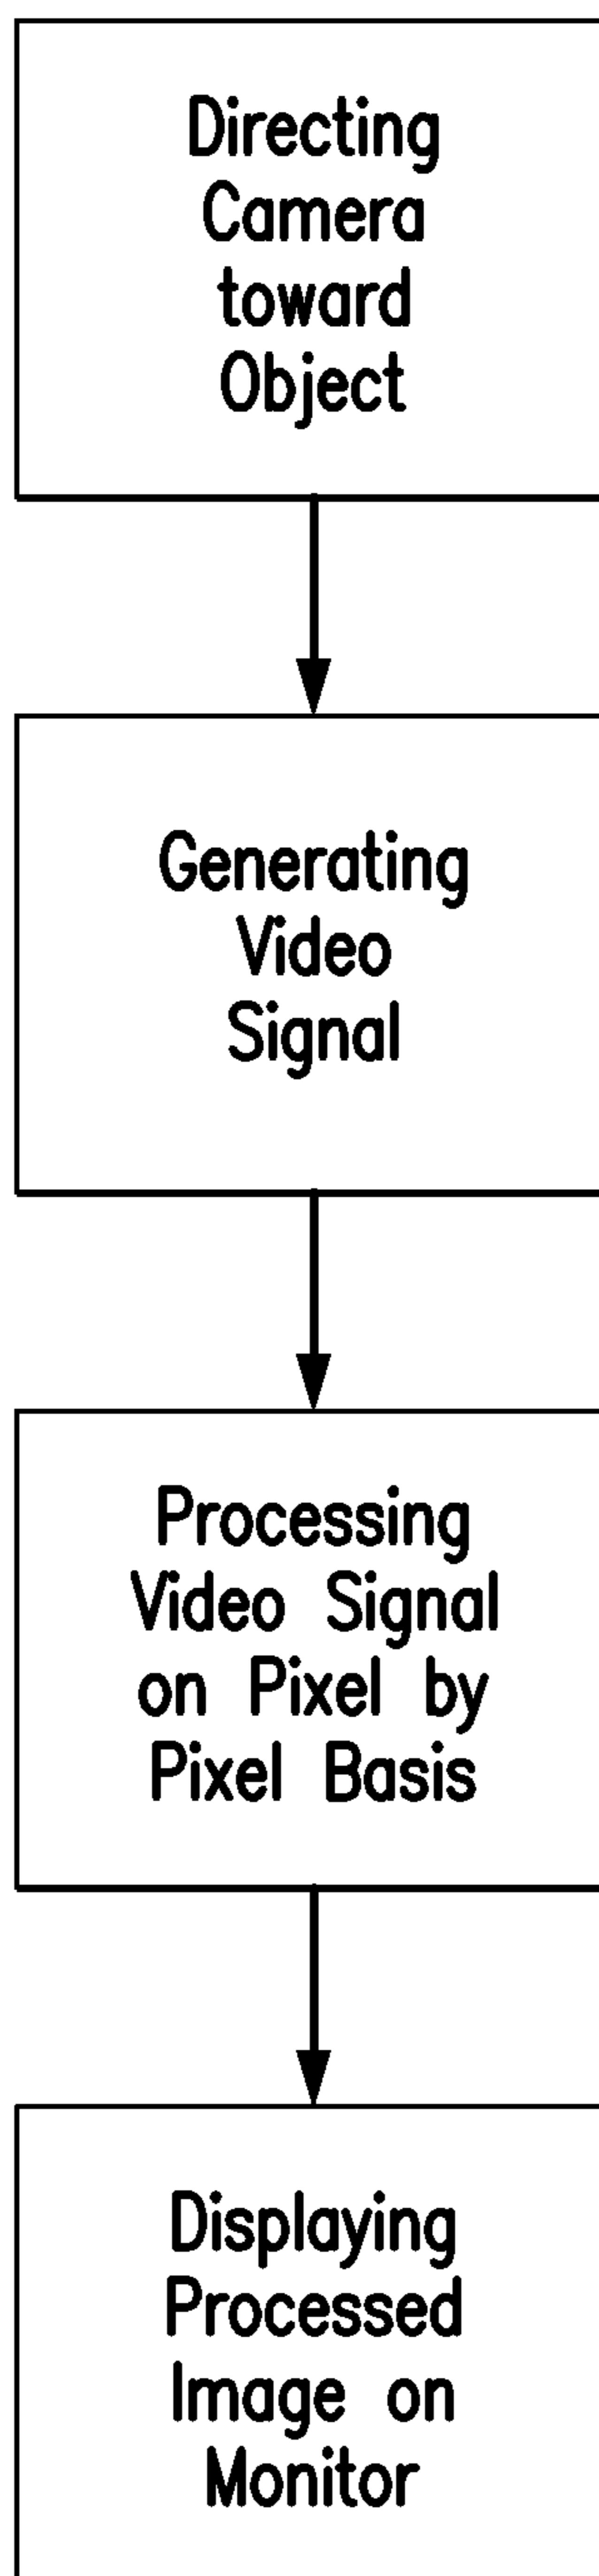 Directing
Camera
toward
Object
Generating
Video
Signal
Processing
Video Signal
on Pixel by
Pixel Basis
Displaying
Processed
Image on
Monitor